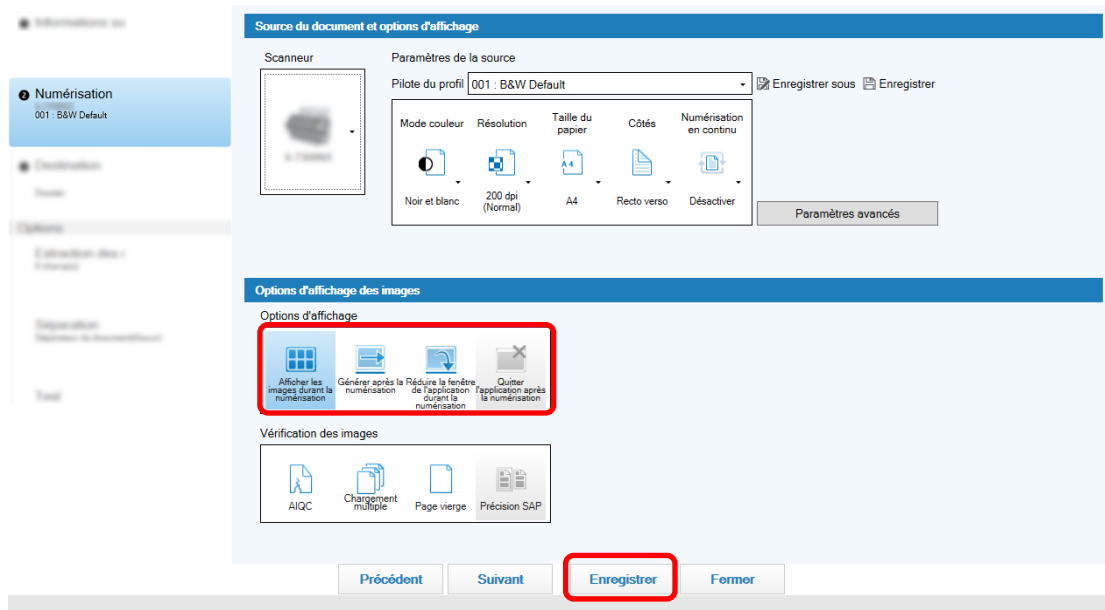 Numérisation
001 : B&W Default
Options
Source du document et options d'affichage
Scanneur
Paramètres de la source
Pilote du profil 001 : B&W Default Enregistrer sous Enregistrer
Mode couleur
Résolution
Taille du
papier
Côtés
Numérisation
en continu
Noir et blanc
200 dpi
(Normal)
A4
Recto verso
Désactiver
Paramètres avancés
Options d'affichage des images
Options d'affichage
Afficher les
images durant la
numérisation
Générer après la
numérisation
Réduire la fenêtre
de l'application
durant la
numérisation
Quitter
l'application après
la numérisation
Vérification des images
AIQC
Chargement
multiple
Page vierge
Précision SAP
Précédent Suivant Enregistrer Fermer